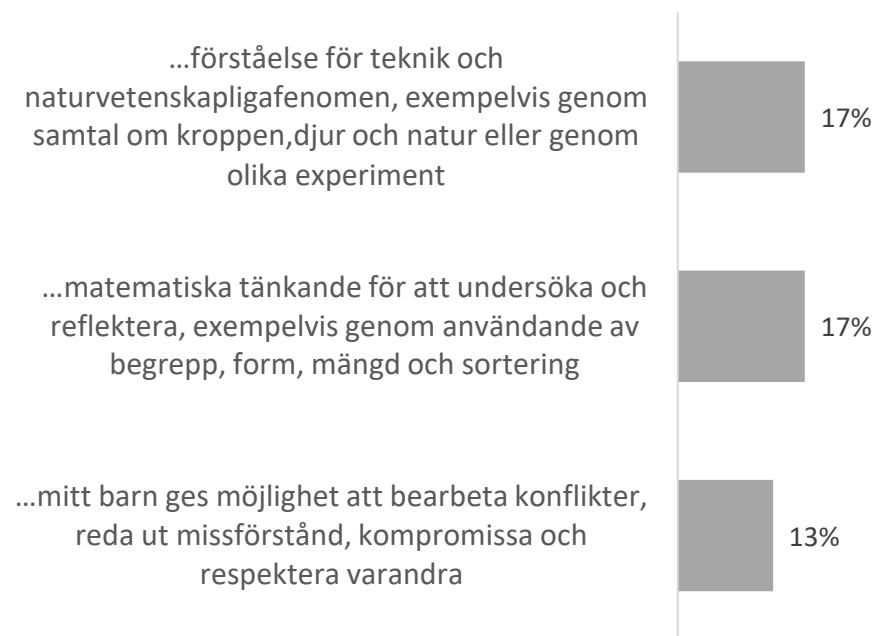 …förståelse för teknik och
naturvetenskapligafenomen, exempelvis genom
samtal om kroppen,djur och natur eller genom
olika experiment
17%
…matematiska tänkande för att undersöka och
reflektera, exempelvis genom användande av
begrepp, form, mängd och sortering
17%
…mitt barn ges möjlighet att bearbeta konflikter,
reda ut missförstånd, kompromissa och
respektera varandra
13%